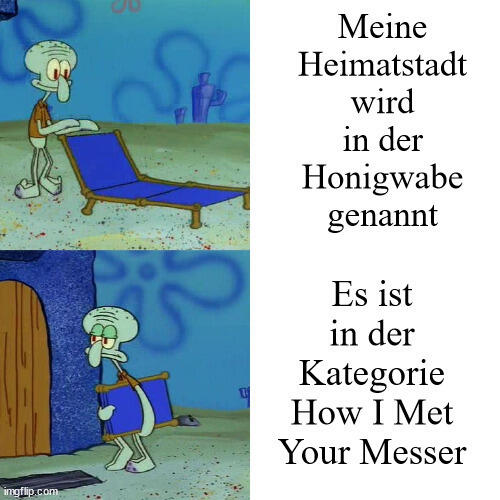 Meine
Heimatstadt
wird
in der
Honigwabe
genannt
Es ist
in der
Kategorie
How I Met
Your Messer
imgflip.com